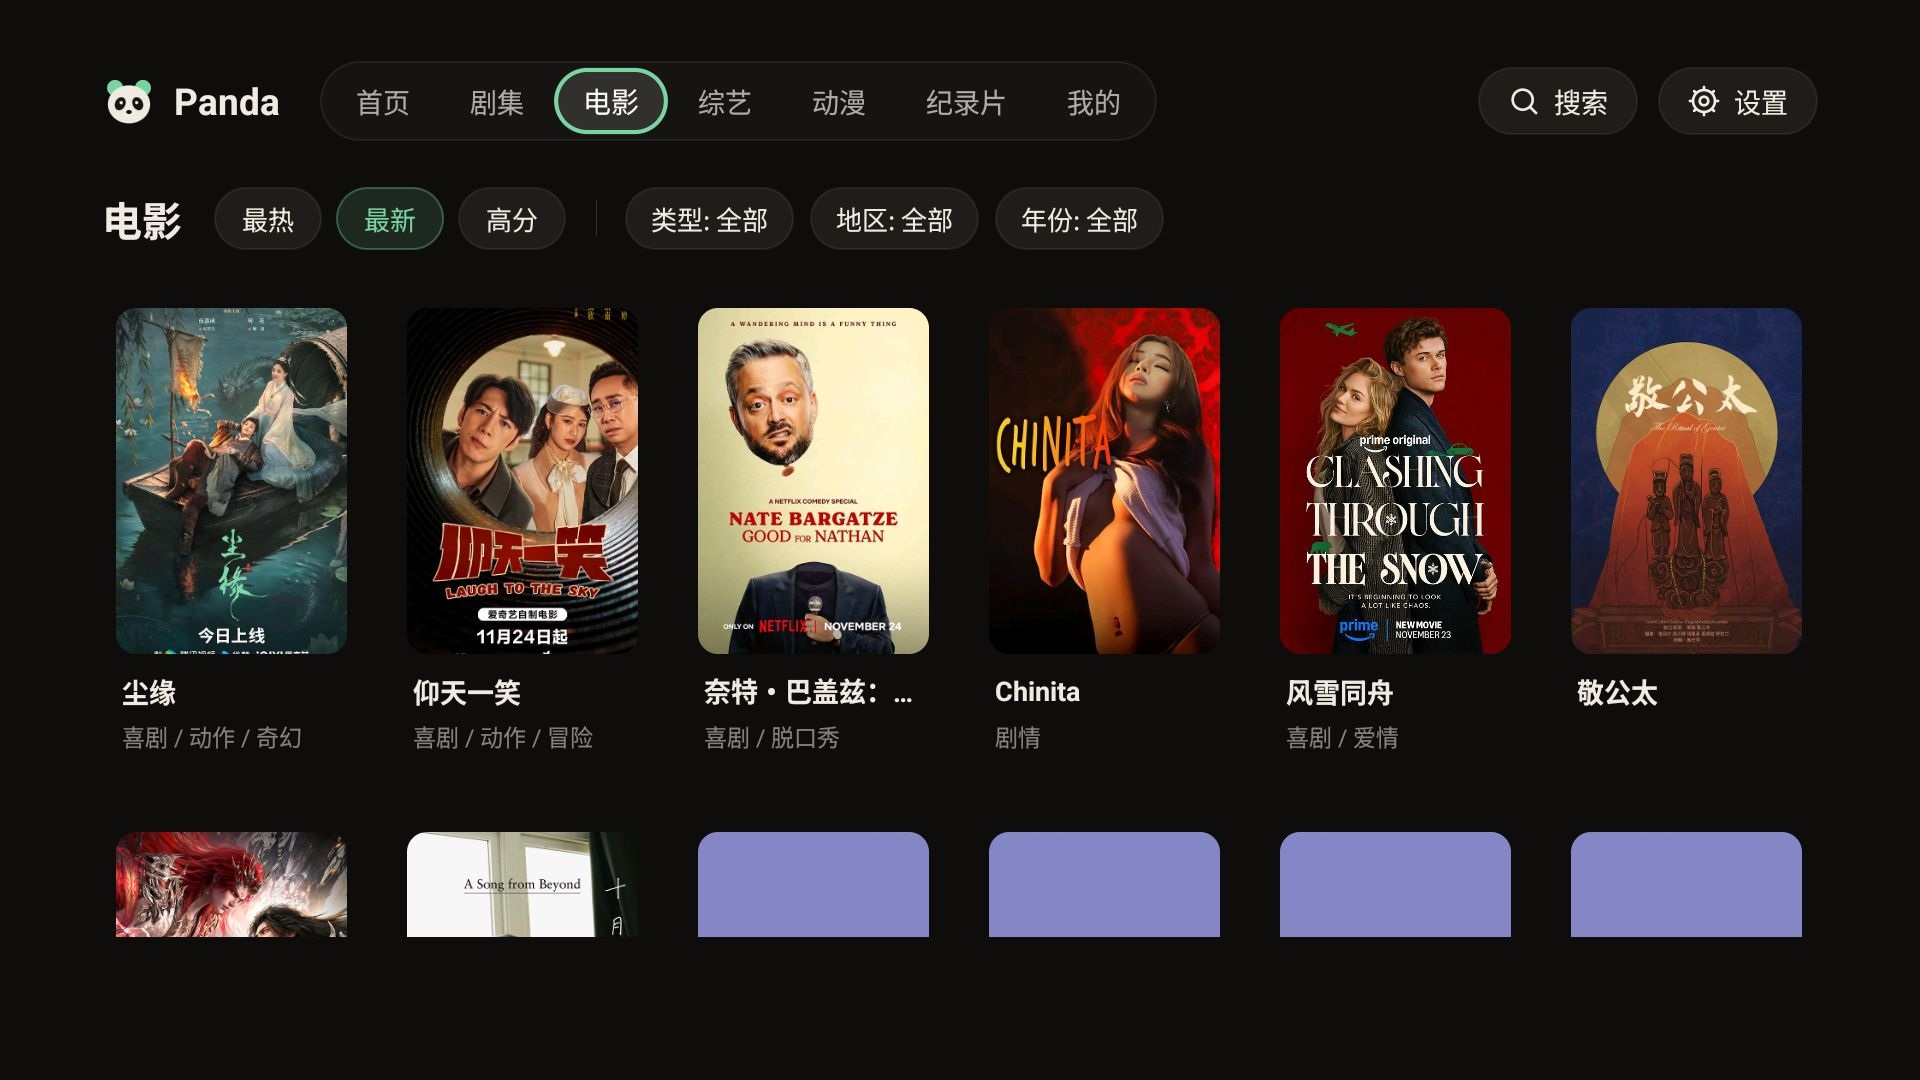 Panda
首页
剧集
电影
综艺
动漫
纪录片
我的
搜索
设置
电影
最热
最新
高分
类型: 全部
地区: 全部
年份: 全部
尘缘
今日上线
仰天一笑
LAUGH TO THE SKY
爱奇艺自制电影
11月24日起
A WANDERING MIND IS A FUNNY THING
A NETFLIX COMEDY SPECIAL
NATE BARGATZE
GOOD FOR NATHAN
ONLY ON NETFLIX | NOVEMBER 24
CHINITA
prime original
CLASHING
THROUGH
THE SNOW
IT'S BEGINNING TO LOOK
A LOT LIKE CHAOS.
prime
NEW MOVIE
NOVEMBER 23
敬公太
The Ritual of Gontai
尘缘
喜剧 / 动作 / 奇幻
仰天一笑
喜剧 / 动作 / 冒险
奈特·巴盖兹：...
喜剧 / 脱口秀
Chinita
剧情
风雪同舟
喜剧 / 爱情
敬公太
A Song from Beyond
十月